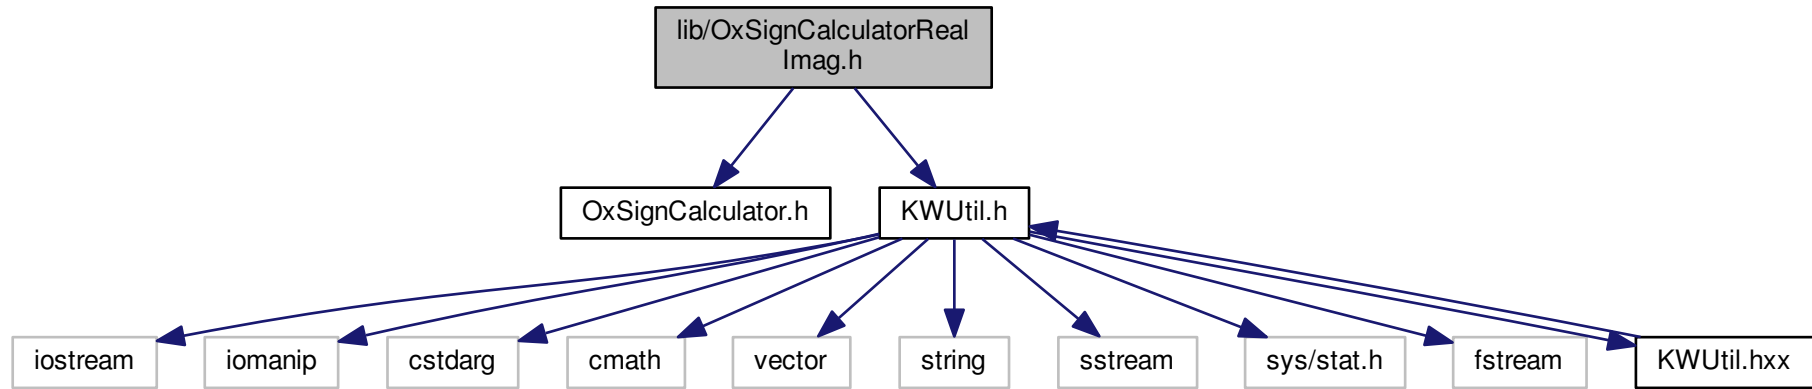 lib/OxSignCalculatorReal
Imag.h
OxSignCalculator.h
KWUtil.h
iostream
iomanip
cstdarg
cmath
vector
string
sstream
sys/stat.h
fstream
KWUtil.hxx